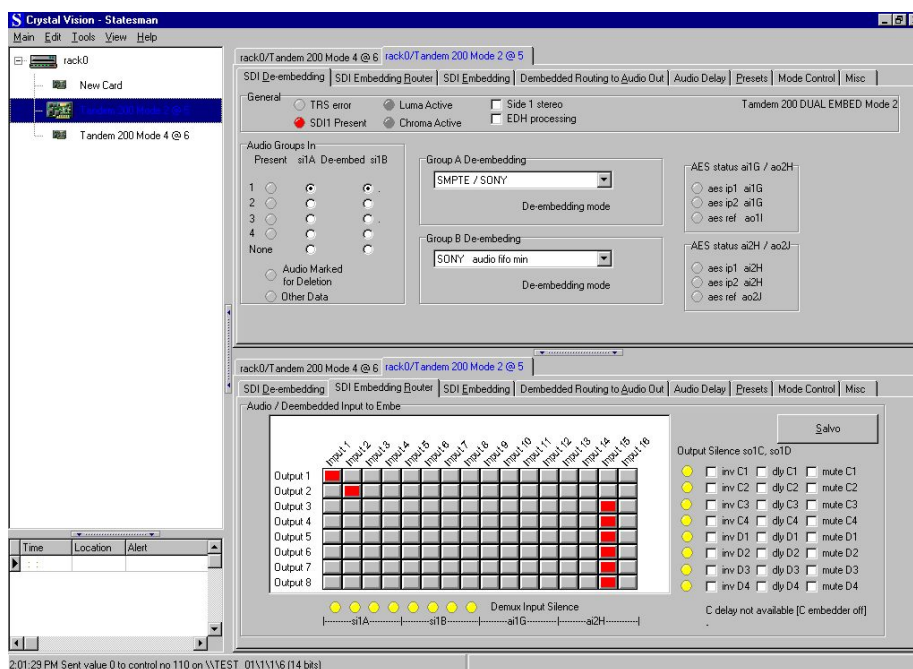 Crystal Vision - Statesman
Main Edit Tools View Help
rack0
New Card
Tandem 200 Mode 2 @ 5
Tandem 200 Mode 4 @ 6
Time Location Alert
: :
rack0/Tandem 200 Mode 4 @ 6 rack0/Tandem 200 Mode 2 @ 5
SDI De-embedding SDI Embedding Router SDI Embedding Dembedded Routing to Audio Out Audio Delay Presets Mode Control Misc
General
TRS error Luma Active Side 1 stereo Tamdem 200 DUAL EMBED Mode 2
SDI1 Present Chroma Active EDH processing
Audio Groups In
Present si1A De-embed si1B
1 .
2
3 .
4
None
Audio Marked
for Deletion
Other Data
Group A De-embedding
SMPTE / SONY
De-embedding mode
Group B De-embeding
SONY audio fifo min
De-embedding mode
AES status ai1G / ao2H
aes ip1 ai1G
aes ip2 ai1G
aes ref ao1I
AES status ai2H / ao2J
aes ip1 ai2H
aes ip2 ai2H
aes ref ao2J
rack0/Tandem 200 Mode 4 @ 6 rack0/Tandem 200 Mode 2 @ 5
SDI De-embedding SDI Embedding Router SDI Embedding Dembedded Routing to Audio Out Audio Delay Presets Mode Control Misc
Audio / Deembedded Input to Embe
Input 1 Input 2 Input 3 Input 4 Input 5 Input 6 Input 7 Input 8 Input 9 Input 10 Input 11 Input 12 Input 13 Input 14 Input 15 Input 16
Output 1
Output 2
Output 3
Output 4
Output 5
Output 6
Output 7
Output 8
Demux Input Silence
|--------si1A--------|--------si1B--------|--------ai1G--------|--------ai2H--------|
Salvo
Output Silence so1C, so1D
inv C1 dly C1 mute C1
inv C2 dly C2 mute C2
inv C3 dly C3 mute C3
inv C4 dly C4 mute C4
inv D1 dly D1 mute D1
inv D2 dly D2 mute D2
inv D3 dly D3 mute D3
inv D4 dly D4 mute D4
C delay not available [C embedder off]
-
2:01:29 PM Sent value 0 to control no 110 on \\TEST_01\1\1\6 (14 bits)